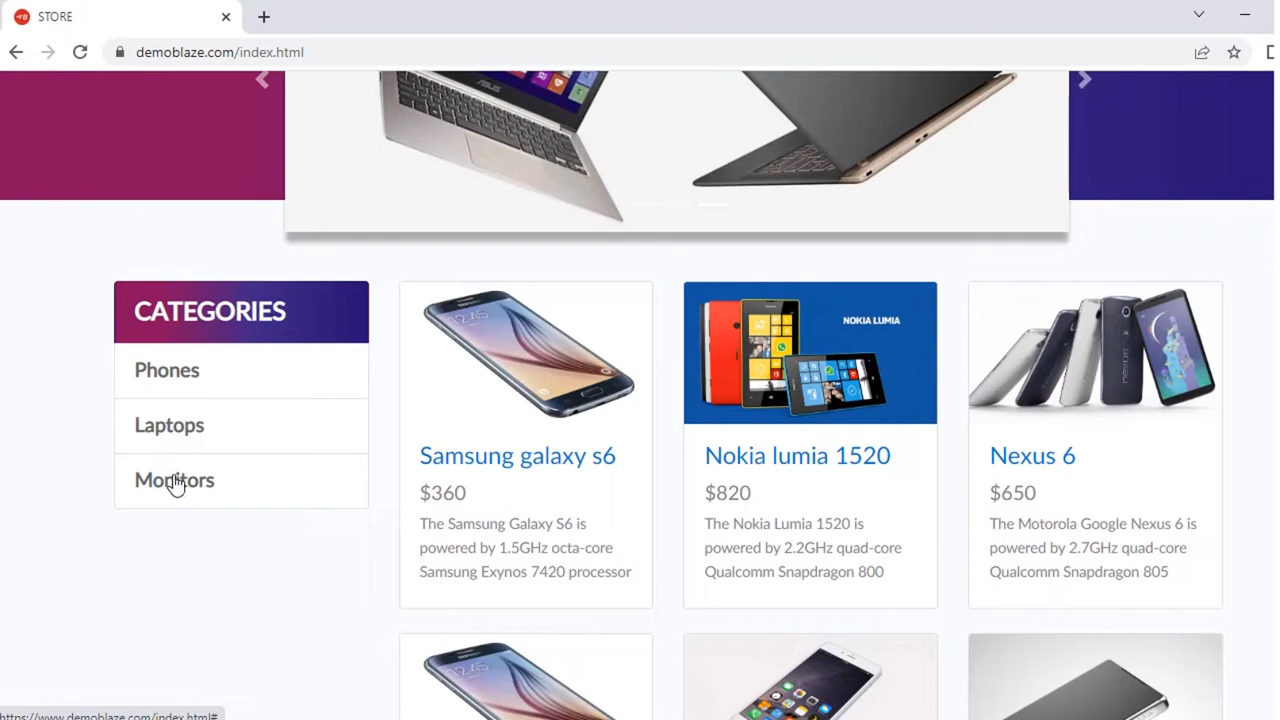 STORE
demoblaze.com/index.html
ASUS
CATEGORIES
Phones
Laptops
Monitors
NOKIA LUMIA
Samsung galaxy s6
$360
The Samsung Galaxy S6 is
powered by 1.5GHz octa-core
Samsung Exynos 7420 processor
Nokia lumia 1520
$820
The Nokia Lumia 1520 is
powered by 2.2GHz quad-core
Qualcomm Snapdragon 800
Nexus 6
$650
The Motorola Google Nexus 6 is
powered by 2.7GHz quad-core
Qualcomm Snapdragon 805
https://www.demoblaze.com/index.html#